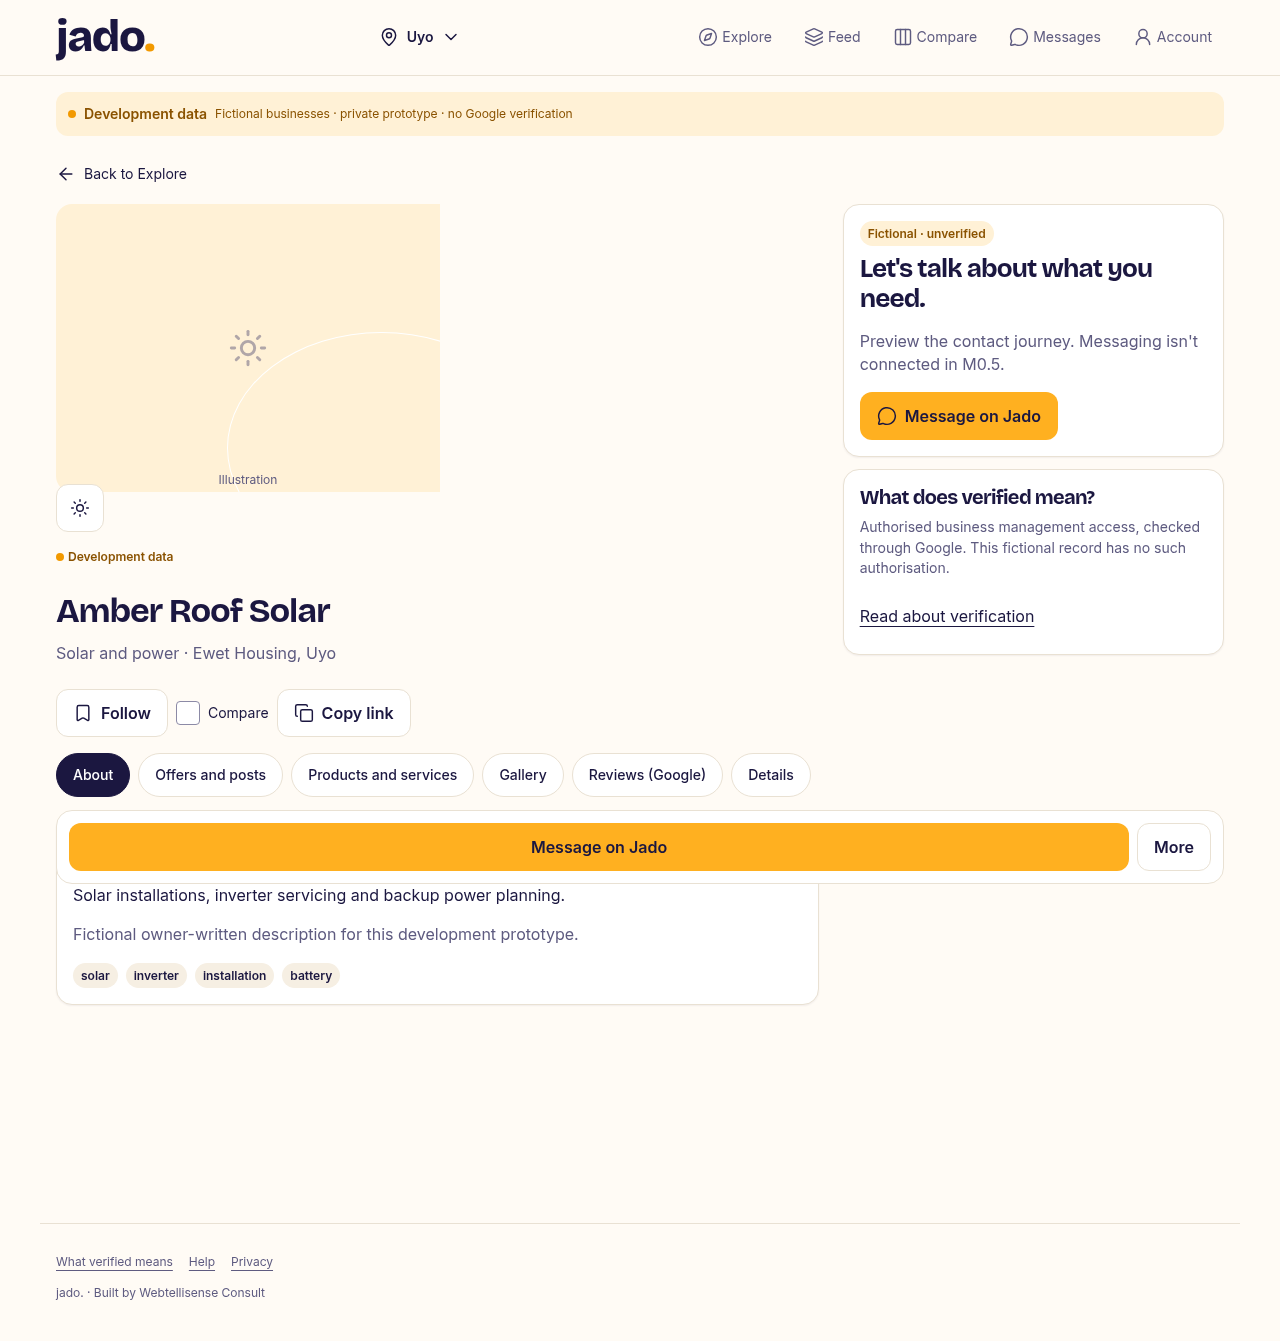 jado.
Uyo
Explore
Feed
Compare
Messages
Account
Development data Fictional businesses · private prototype · no Google verification
Back to Explore
Illustration
Development data
Amber Roof Solar
Solar and power · Ewet Housing, Uyo
Follow
Compare
Copy link
About
Offers and posts
Products and services
Gallery
Reviews (Google)
Details
Fictional · unverified
Let's talk about what you
need.
Preview the contact journey. Messaging isn't
connected in M0.5.
Message on Jado
What does verified mean?
Authorised business management access, checked
through Google. This fictional record has no such
authorisation.
Read about verification
Message on Jado
More
Solar installations, inverter servicing and backup power planning.
Fictional owner-written description for this development prototype.
solar
inverter
installation
battery
What verified means
Help
Privacy
jado. · Built by Webtellisense Consult